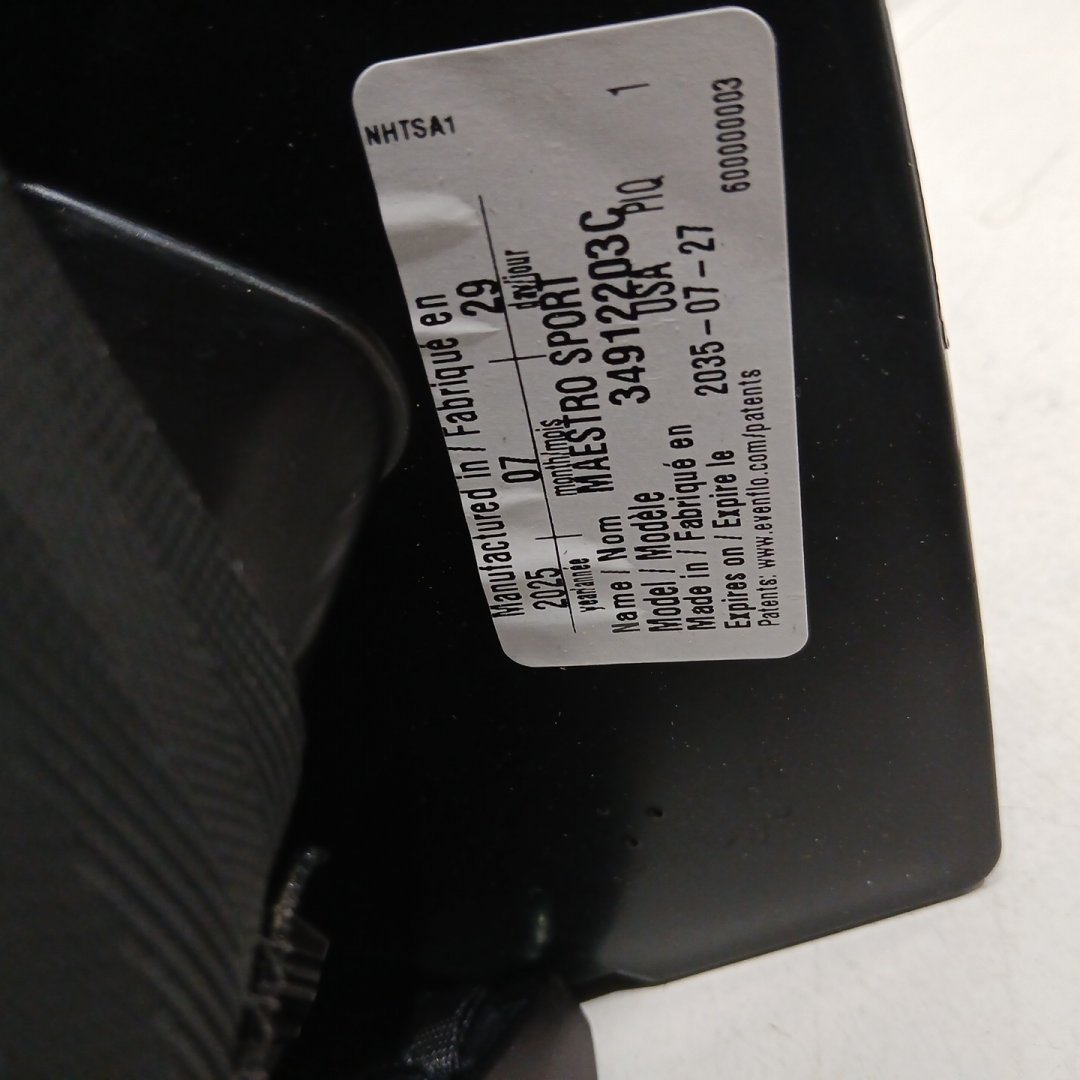 NHTSA1
Manufactured in / Fabriqué en
2025 07 29
year/année month/mois day/jour
Name / Nom MAESTRO SPORT
Model / Modèle 34912203C
Made in / Fabriqué en USA PIQ 1
Expires on / Expire le 2035-07-27
Patents: www.evenflo.com/patents
600000003